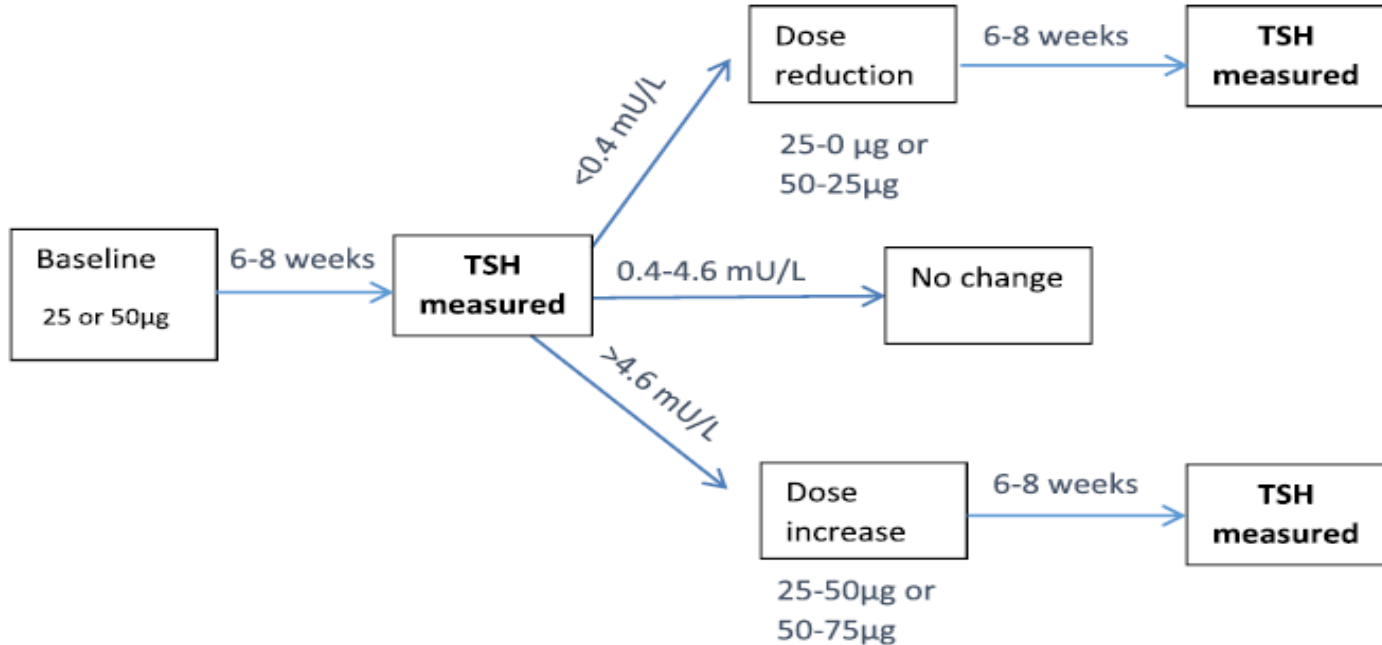 Baseline
25 or 50µg
6-8 weeks
TSH
measured
<0.4 mU/L
Dose
reduction
25-0 µg or
50-25µg
6-8 weeks
TSH
measured
0.4-4.6 mU/L
No change
>4.6 mU/L
Dose
increase
25-50µg or
50-75µg
6-8 weeks
TSH
measured